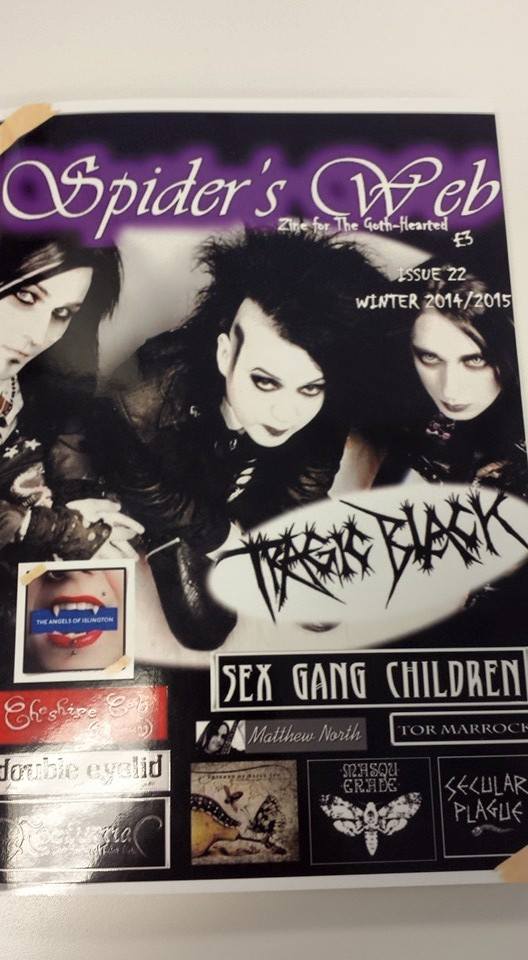 Spider's Web
Zine for The Goth-Hearted
£3
ISSUE 22
WINTER 2014/2015
TRAGIC BLACK
THE ANGELS OF ISLINGTON
SEX GANG CHILDREN
Cheshire Cat
Matthew North
TOR MARROCK
double eyelid
MASQU
ERADE
SECULAR
PLAGUE